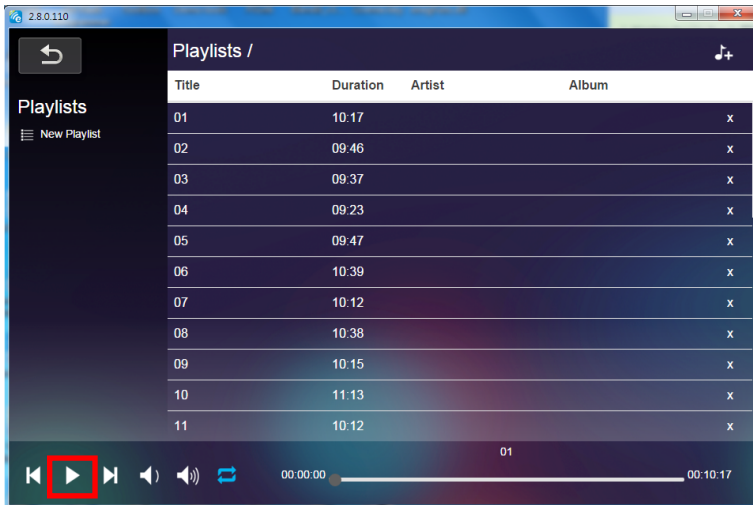 2.8.0.110
Playlists /
Title Duration Artist Album
Playlists
New Playlist
01 10:17 x
02 09:46 x
03 09:37 x
04 09:23 x
05 09:47 x
06 10:39 x
07 10:12 x
08 10:38 x
09 10:15 x
10 11:13 x
11 10:12 x
01
00:00:00 00:10:17